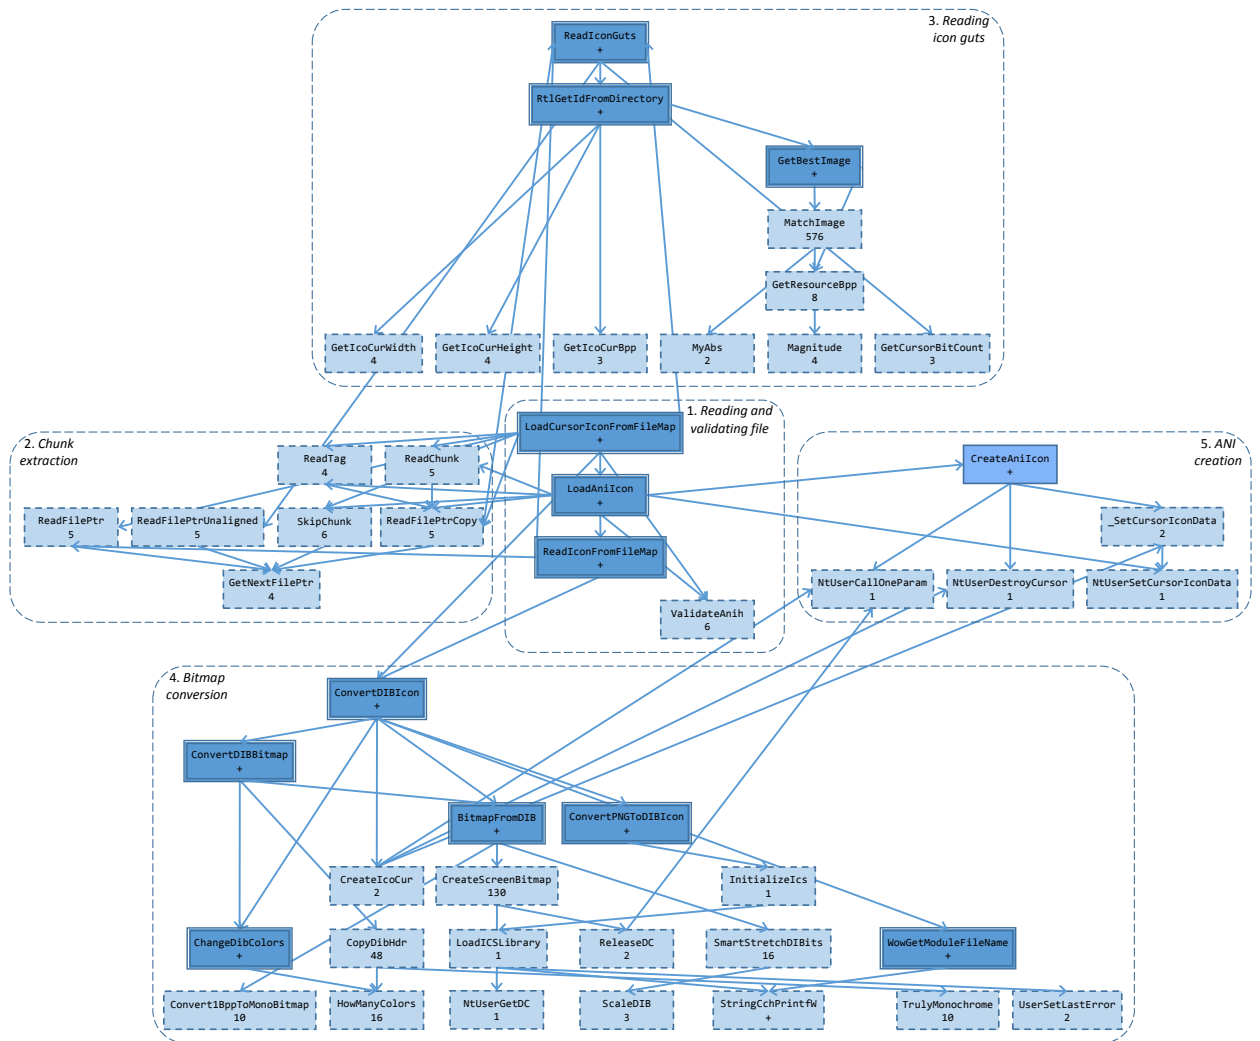 3. Reading
icon guts
ReadIconGuts
+
RtlGetIdFromDirectory
+
GetBestImage
+
MatchImage
576
GetResourceBpp
8
GetIcoCurWidth
4
GetIcoCurHeight
4
GetIcoCurBpp
3
MyAbs
2
Magnitude
4
GetCursorBitCount
3
1. Reading and
validating file
LoadCursorIconFromFileMap
+
LoadAniIcon
+
ReadIconFromFileMap
+
ValidateAnih
6
2. Chunk
extraction
ReadTag
4
ReadChunk
5
ReadFilePtr
5
ReadFilePtrUnaligned
5
SkipChunk
6
ReadFilePtrCopy
5
GetNextFilePtr
4
5. ANI
creation
CreateAniIcon
+
_SetCursorIconData
2
NtUserCallOneParam
1
NtUserDestroyCursor
1
NtUserSetCursorIconData
1
4. Bitmap
conversion
ConvertDIBIcon
+
ConvertDIBBitmap
+
BitmapFromDIB
+
ConvertPNGToDIBIcon
+
CreateIcoCur
2
CreateScreenBitmap
130
InitializeIcs
1
ChangeDibColors
+
CopyDibHdr
48
LoadICSLibrary
1
ReleaseDC
2
SmartStretchDIBits
16
WowGetModuleFileName
+
Convert1BppToMonoBitmap
10
HowManyColors
16
NtUserGetDC
1
ScaleDIB
3
StringCchPrintfW
+
TrulyMonochrome
10
UserSetLastError
2